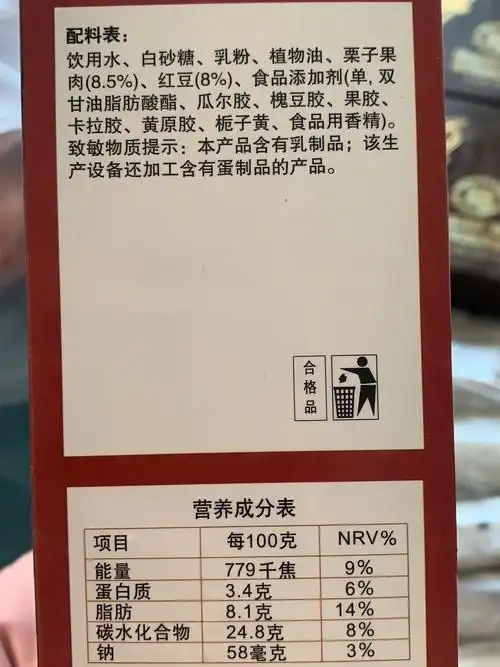 配料表：
饮用水、白砂糖、乳粉、植物油、栗子果
肉(8.5%)、红豆(8%)、食品添加剂(单,双
甘油脂肪酸酯、瓜尔胶、槐豆胶、果胶、
卡拉胶、黄原胶、栀子黄、食品用香精)。
致敏物质提示：本产品含有乳制品；该生
产设备还加工含有蛋制品的产品。
合格品
营养成分表
项目 每100克 NRV%
能量 779千焦 9%
蛋白质 3.4克 6%
脂肪 8.1克 14%
碳水化合物 24.8克 8%
钠 58毫克 3%